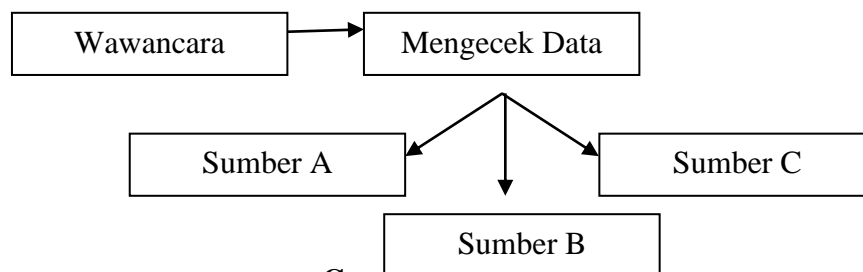 Wawancara
Mengecek Data
Sumber A
Sumber C
Sumber B